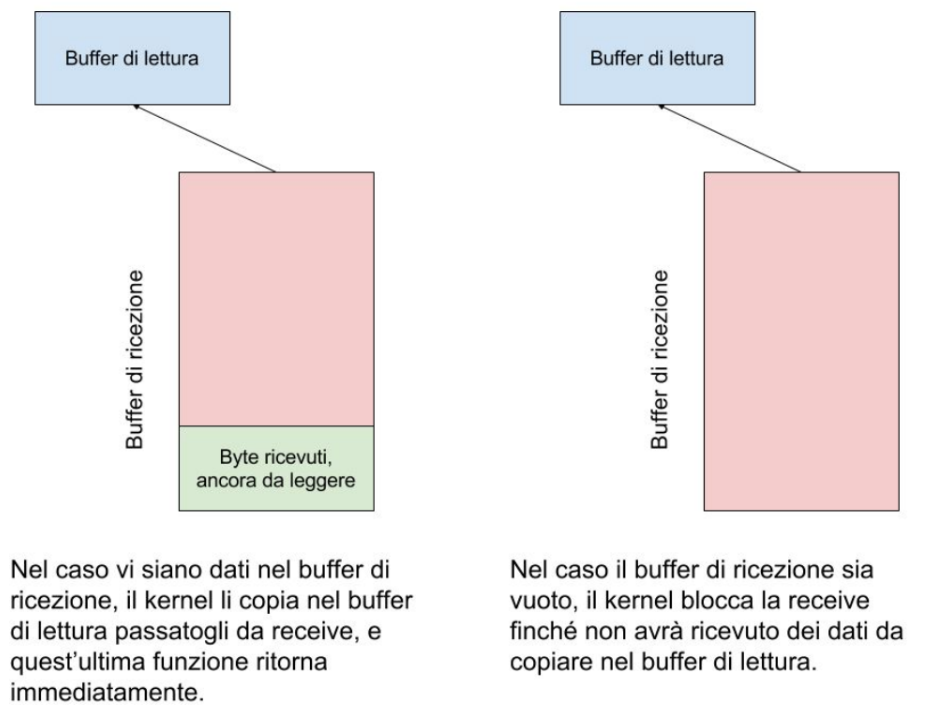 Buffer di lettura
Buffer di ricezione
Byte ricevuti,
ancora da leggere
Nel caso vi siano dati nel buffer di
ricezione, il kernel li copia nel buffer
di lettura passatogli da receive, e
quest'ultima funzione ritorna
immediatamente.
Buffer di lettura
Buffer di ricezione
Nel caso il buffer di ricezione sia
vuoto, il kernel blocca la receive
finché non avrà ricevuto dei dati da
copiare nel buffer di lettura.